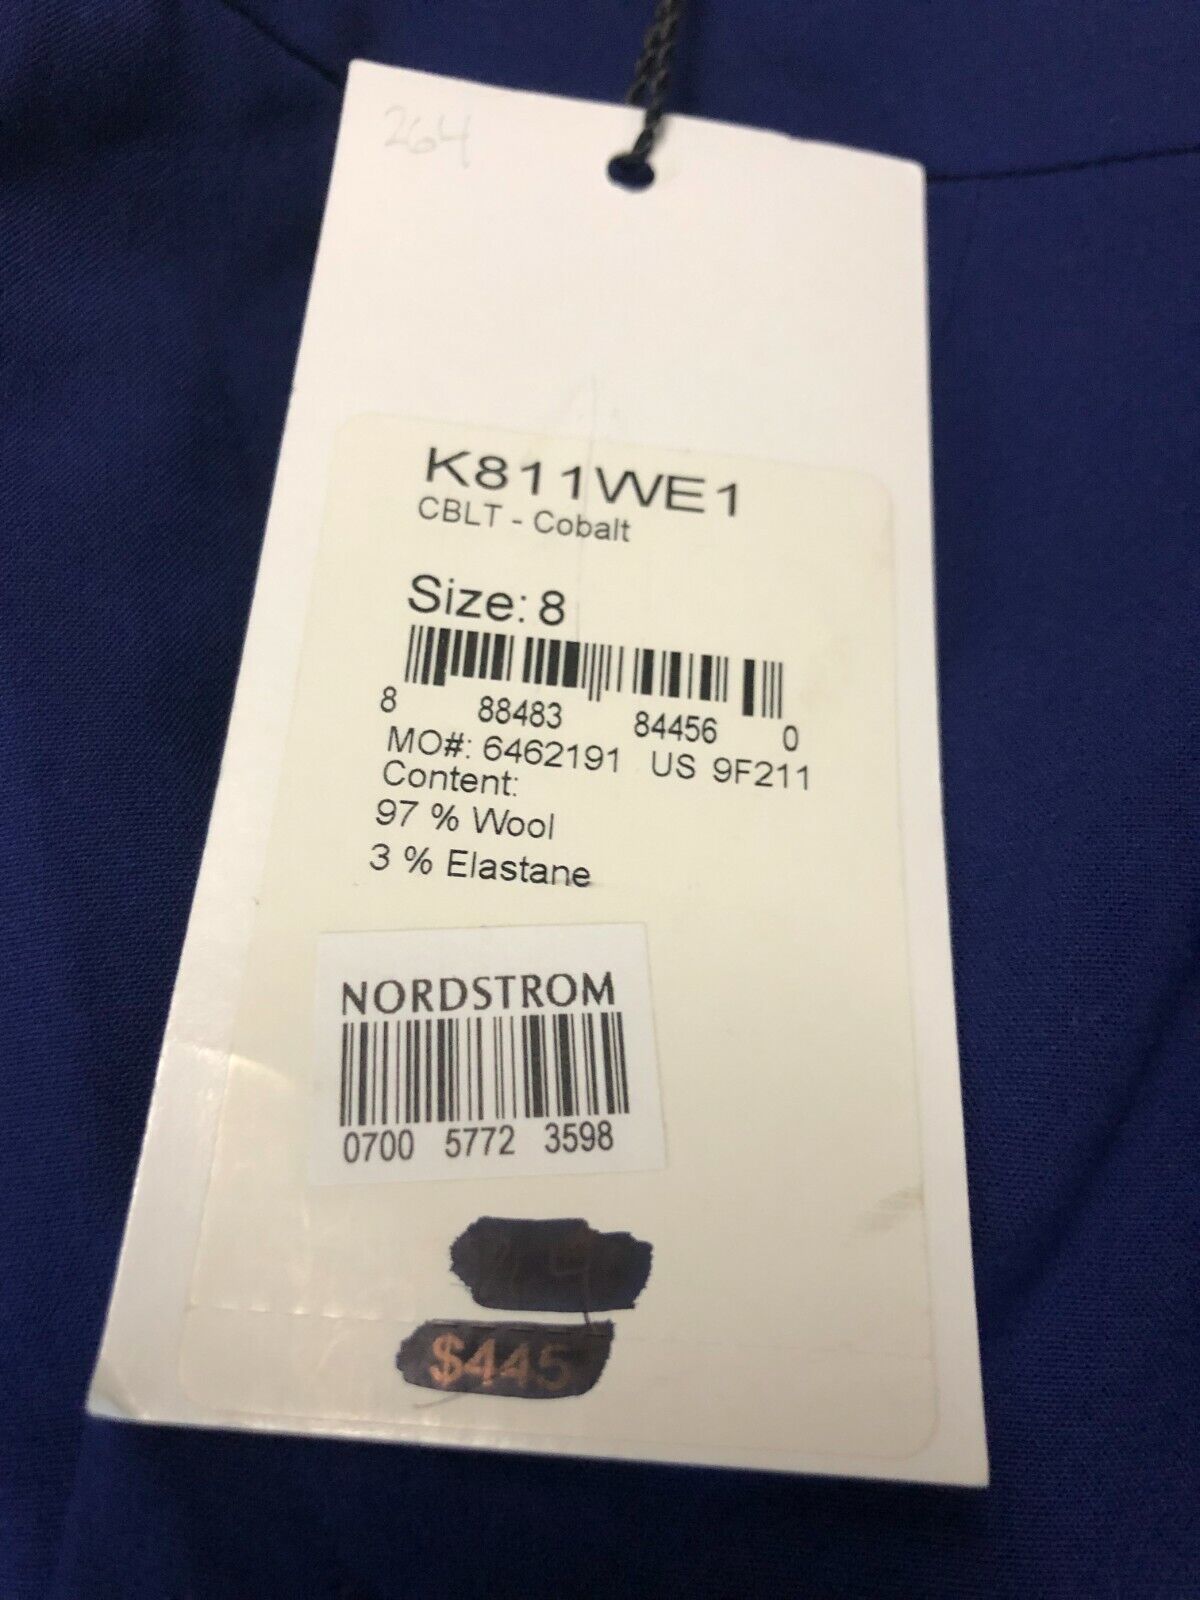 264
K811WE1
CBLT - Cobalt
Size: 8
8 88483 84456 0
MO#: 6462191 US 9F211
Content:
97 % Wool
3 % Elastane
NORDSTROM
0700 5772 3598
$445